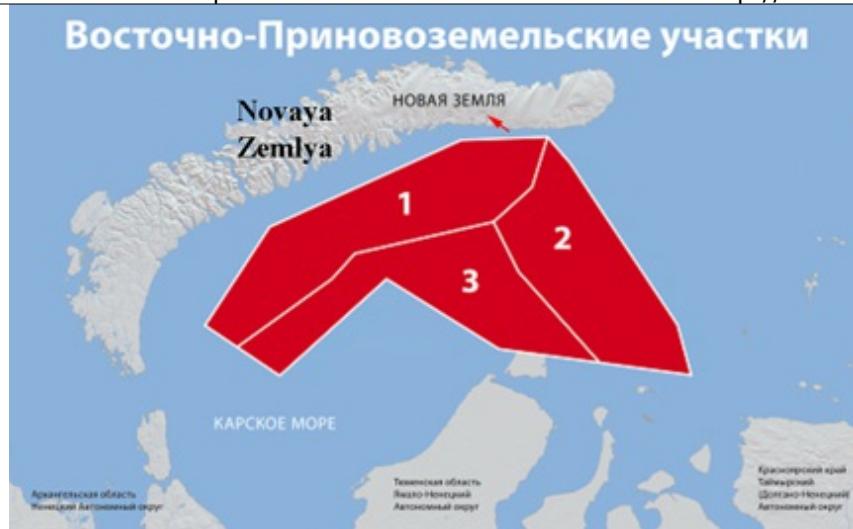 Восточно-Приновоземельские участки
Novaya
Zemlya
НОВАЯ ЗЕМЛЯ
1
2
3
КАРСКОЕ МОРЕ
Архангельская область
Ненецкий Автономный округ
Тюменская область
Ямало-Ненецкий
Автономный округ
Красноярский край
Таймырский
(Долгано-Ненецкий)
Автономный округ